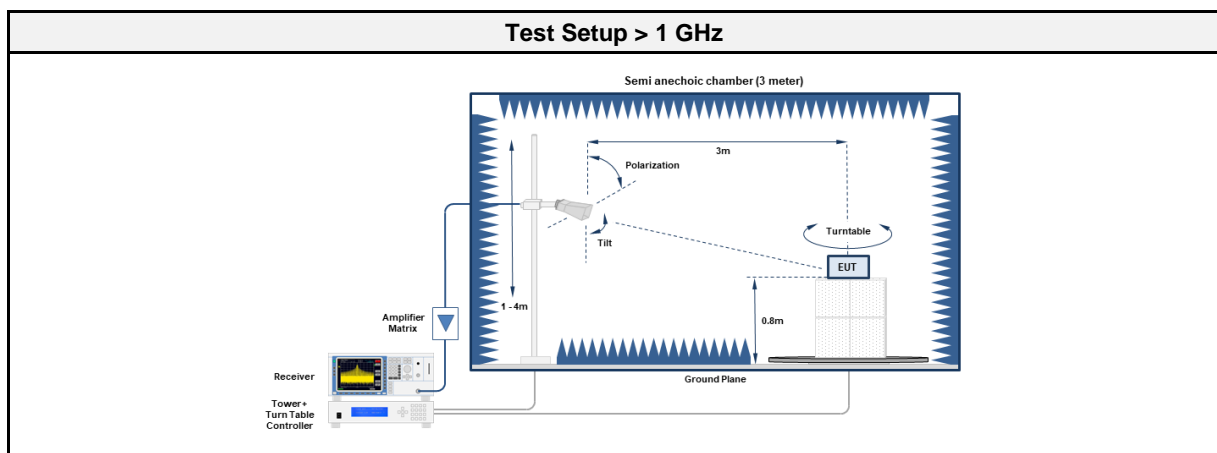 Test Setup > 1 GHz
Semi anechoic chamber (3 meter)
3m
Polarization
Tilt
Turntable
EUT
1 - 4m
0.8m
Amplifier
Matrix
Ground Plane
Receiver
Tower+
Turn Table
Controller